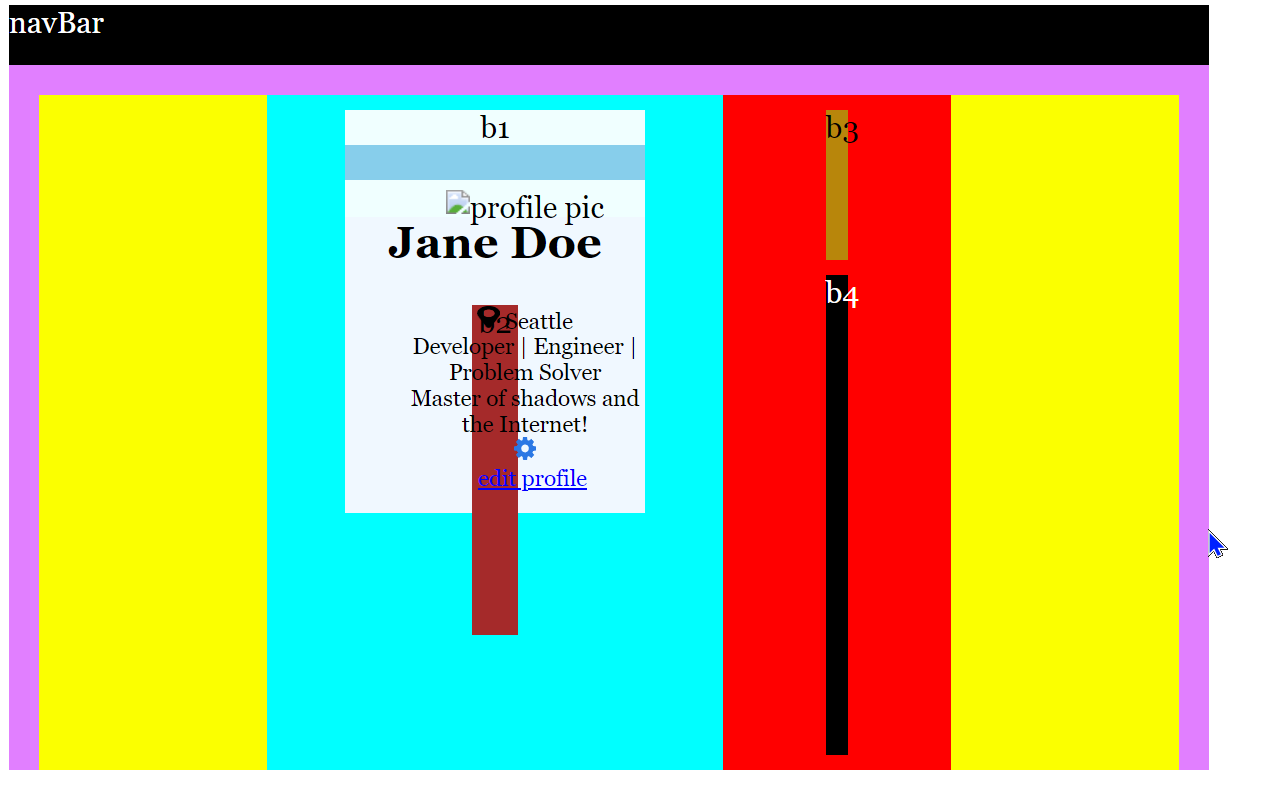 navBar
b1
b3
profile pic
Jane Doe
b4
b2
Seattle
Developer | Engineer |
Problem Solver
Master of shadows and
the Internet!
edit profile